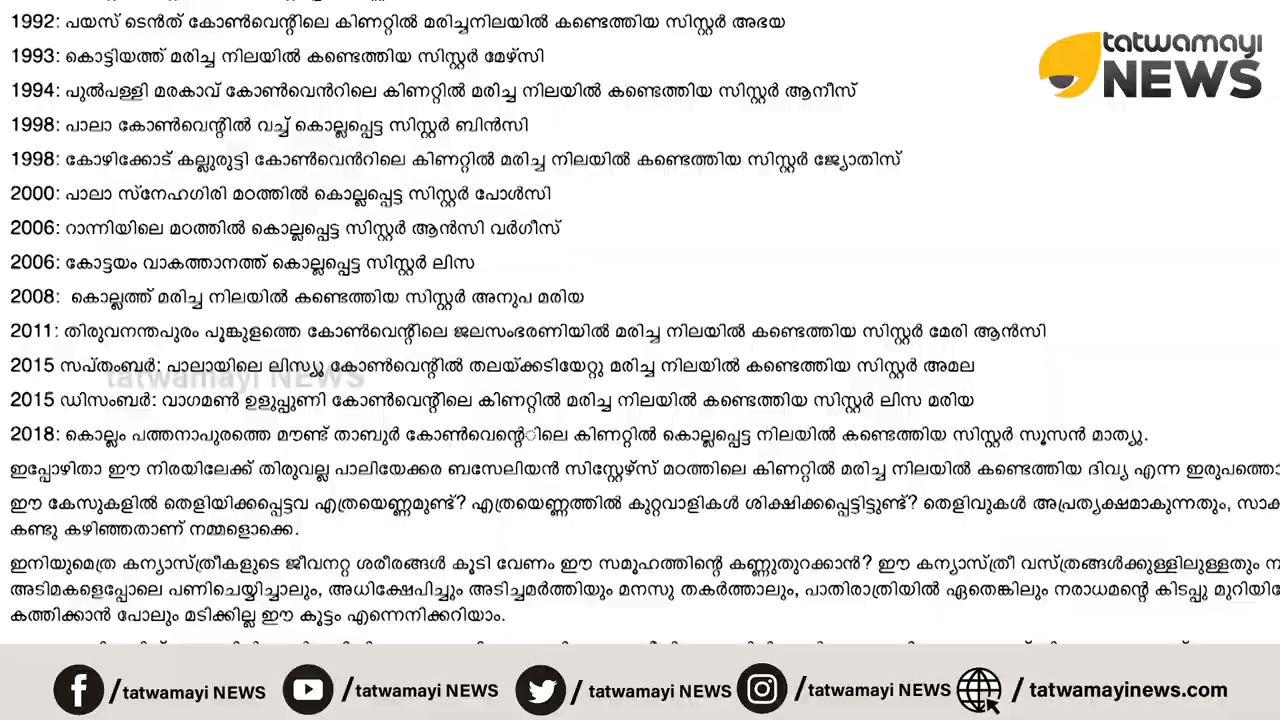 1992: പയസ് ടെൻത് കോൺവെന്റിലെ കിണറ്റിൽ മരിച്ചനിലയിൽ കണ്ടെത്തിയ സിസ്റ്റർ അഭയ
1993: കൊട്ടിയത്ത് മരിച്ച നിലയിൽ കണ്ടെത്തിയ സിസ്റ്റർ മേഴ്സി
1994: പുൽപള്ളി മരകാവ് കോൺവെൻറിലെ കിണറ്റിൽ മരിച്ച നിലയിൽ കണ്ടെത്തിയ സിസ്റ്റർ ആനീസ്
1998: പാലാ കോൺവെന്റിൽ വച്ച് കൊല്ലപ്പെട്ട സിസ്റ്റർ ബിൻസി
1998: കോഴിക്കോട് കല്ലുരുട്ടി കോൺവെൻറിലെ കിണറ്റിൽ മരിച്ച നിലയിൽ കണ്ടെത്തിയ സിസ്റ്റർ ജ്യോതിസ്
2000: പാലാ സ്നേഹഗിരി മഠത്തിൽ കൊല്ലപ്പെട്ട സിസ്റ്റർ പോൾസി
2006: റാന്നിയിലെ മഠത്തിൽ കൊല്ലപ്പെട്ട സിസ്റ്റർ ആൻസി വർഗീസ്
2006: കോട്ടയം വാകത്താനത്ത് കൊല്ലപ്പെട്ട സിസ്റ്റർ ലിസ
2008: കൊല്ലത്ത് മരിച്ച നിലയിൽ കണ്ടെത്തിയ സിസ്റ്റർ അനുപ മരിയ
2011: തിരുവനന്തപുരം പൂങ്കുളത്തെ കോൺവെന്റിലെ ജലസംഭരണിയിൽ മരിച്ച നിലയിൽ കണ്ടെത്തിയ സിസ്റ്റർ മേരി ആൻസി
2015 സപ്തംബർ: പാലായിലെ ലിസ്യൂ കോൺവെന്റിൽ തലയ്ക്കടിയേറ്റു മരിച്ച നിലയിൽ കണ്ടെത്തിയ സിസ്റ്റർ അമല
2015 ഡിസംബർ: വാഗമൺ ഉളുപ്പുണി കോൺവെന്റിലെ കിണറ്റിൽ മരിച്ച നിലയിൽ കണ്ടെത്തിയ സിസ്റ്റർ ലിസ മരിയ
2018: കൊല്ലം പത്തനാപുരത്തെ മൗണ്ട് താബുർ കോൺവെന്റെിലെ കിണറ്റിൽ കൊല്ലപ്പെട്ട നിലയിൽ കണ്ടെത്തിയ സിസ്റ്റർ സൂസൻ മാത്യു.
ഇപ്പോഴിതാ ഈ നിരയിലേക്ക് തിരുവല്ല പാലിയേക്കര ബസേലിയൻ സിസ്റ്റേഴ്സ് മഠത്തിലെ കിണറ്റിൽ മരിച്ച നിലയിൽ കണ്ടെത്തിയ ദിവ്യ എന്ന
ഈ കേസുകളിൽ തെളിയിക്കപ്പെട്ടവ എത്രയെണ്ണമുണ്ട്? എത്രയെണ്ണത്തിൽ കുറ്റവാളികൾ ശിക്ഷിക്കപ്പെട്ടിട്ടുണ്ട്? തെളിവുകൾ അപ്രത്യക്ഷമാകുന്നതും,
കണ്ടു കഴിഞ്ഞതാണ് നമ്മളൊക്കെ.
ഇനിയുമെത്ര കന്യാസ്ത്രീകളുടെ ജീവനറ്റ ശരീരങ്ങൾ കൂടി വേണം ഈ സമൂഹത്തിന്റെ കണ്ണുതുറക്കാൻ? ഈ കന്യാസ്ത്രീ വസ്ത്രങ്ങൾക്കുള്ളിലുള്ളതും
അടിമകളെപ്പോലെ പണിചെയ്യിച്ചാലും, അധിക്ഷേപിച്ചും അടിച്ചമർത്തിയും മനസു തകർത്താലും, പാതിരാത്രിയിൽ ഏതെങ്കിലും നരാധമന്റെ കിടപ്പു
കത്തിക്കാൻ പോലും മടിക്കില്ല ഈ കൂട്ടം എന്നെനിക്കറിയാം.
tatwamayi NEWS
tatwamayi NEWS
/tatwamayi NEWS
/tatwamayi NEWS
/ tatwamayi NEWS
/tatwamayi NEWS
/ tatwamayinews.com